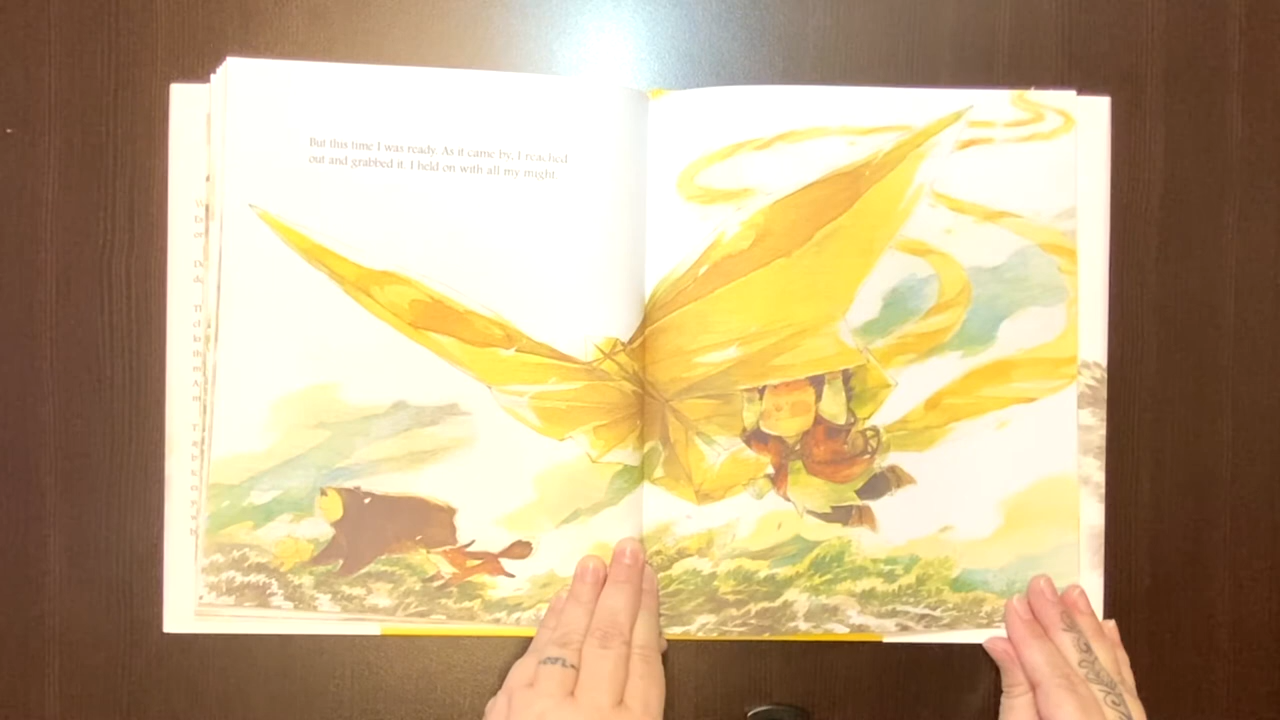 But this time I was ready. As it came by, I reached
out and grabbed it. I held on with all my might.